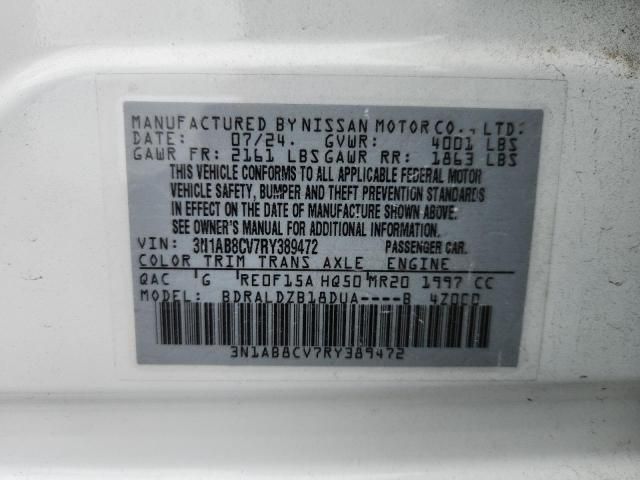 MANUFACTURED BY NISSAN MOTOR CO., LTD.
DATE: 07/24. GVWR: 4001 LBS
GAWR FR: 2161 LBS GAWR RR: 1863 LBS
THIS VEHICLE CONFORMS TO ALL APPLICABLE FEDERAL MOTOR
VEHICLE SAFETY, BUMPER AND THEFT PREVENTION STANDARDS
IN EFFECT ON THE DATE OF MANUFACTURE SHOWN ABOVE.
SEE OWNER'S MANUAL FOR ADDITIONAL INFORMATION.
VIN: 3N1AB8CV7RY389472 PASSENGER CAR.
COLOR TRIM TRANS AXLE ENGINE
QAC G RE0F15A HQ50 MR20 1997 CC
MODEL: BDRALDZB18DUA----B 4Z0C0
3N1AB8CV7RY389472